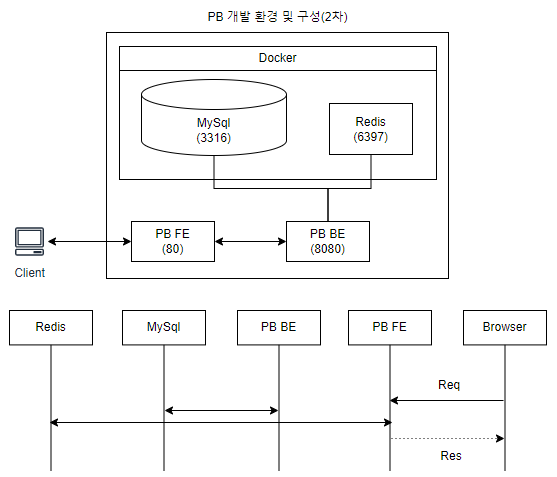 PB 개발 환경 및 구성(2차)
Docker
MySql
(3316)
Redis
(6397)
PB FE
(80)
PB BE
(8080)
Client
Redis
MySql
PB BE
PB FE
Browser
Req
Res